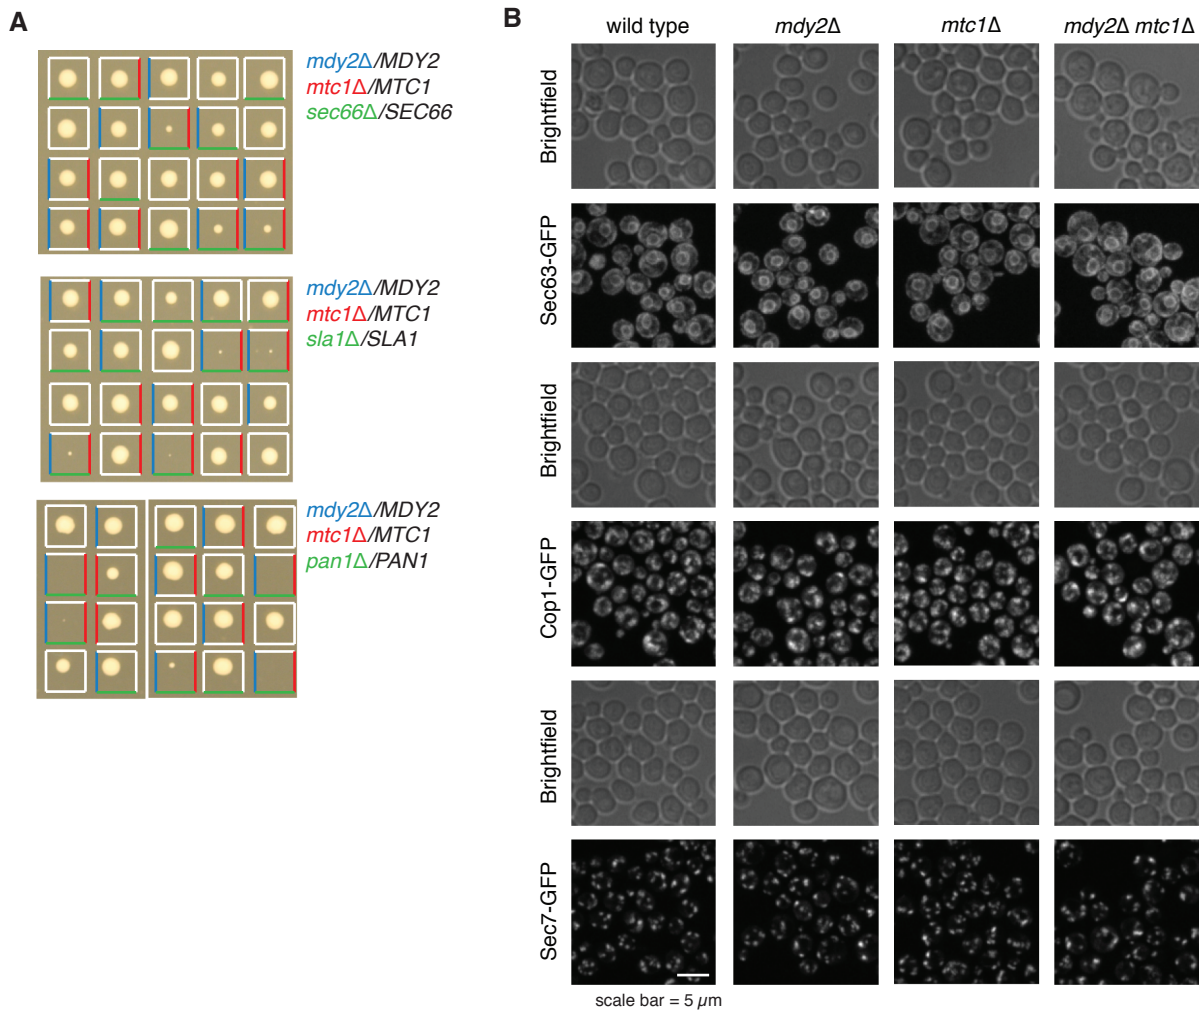 A
mdy2Δ/MDY2
mtc1Δ/MTC1
sec66Δ/SEC66
mdy2Δ/MDY2
mtc1Δ/MTC1
sla1Δ/SLA1
mdy2Δ/MDY2
mtc1Δ/MTC1
pan1Δ/PAN1
B
wild type mdy2Δ mtc1Δ mdy2Δ mtc1Δ
Brightfield
Sec63-GFP
Brightfield
Cop1-GFP
Brightfield
Sec7-GFP
scale bar = 5 µm